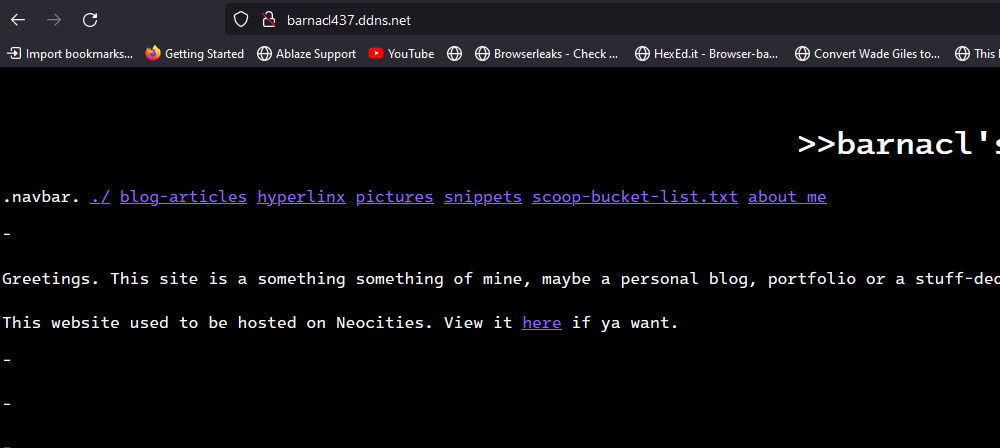 barnacl437.ddns.net
Import bookmarks... Getting Started Ablaze Support YouTube Browserleaks - Check ... HexEd.it - Browser-ba... Convert Wade Giles to... This
>>barnacl's
.navbar. ./ blog-articles hyperlinx pictures snippets scoop-bucket-list.txt about me
-
Greetings. This site is a something something of mine, maybe a personal blog, portfolio or a stuff-ded
This website used to be hosted on Neocities. View it here if ya want.
-
-
-